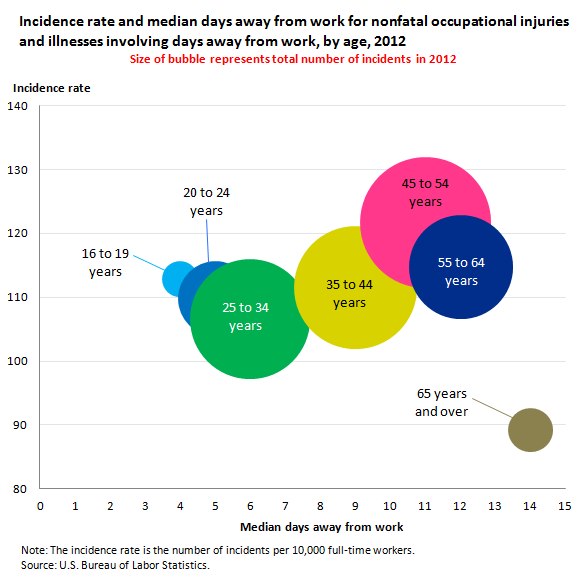 Incidence rate and median days away from work for nonfatal occupational injuries
and illnesses involving days away from work, by age, 2012
Size of bubble represents total number of incidents in 2012
Incidence rate
140
130
120
110
100
90
80
20 to 24
years
16 to 19
years
25 to 34
years
35 to 44
years
45 to 54
years
55 to 64
years
65 years
and over
0 1 2 3 4 5 6 7 8 9 10 11 12 13 14 15
Median days away from work
Note: The incidence rate is the number of incidents per 10,000 full-time workers.
Source: U.S. Bureau of Labor Statistics.